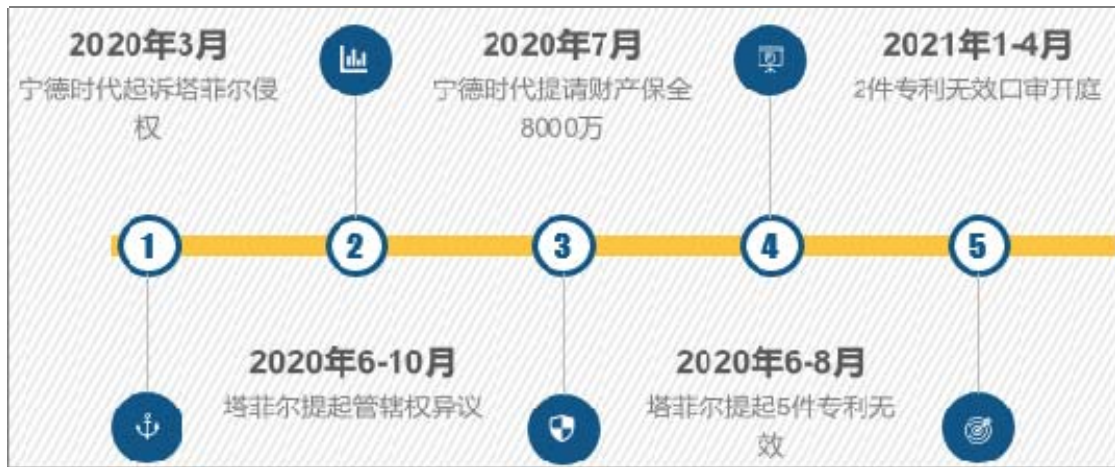 2020年3月
宁德时代起诉塔菲尔侵
权
2020年7月
宁德时代提请财产保全
8000万
2021年1-4月
2件专利无效口审开庭
1
2
3
4
5
2020年6-10月
塔菲尔提起管辖权异议
2020年6-8月
塔菲尔提起5件专利无
效